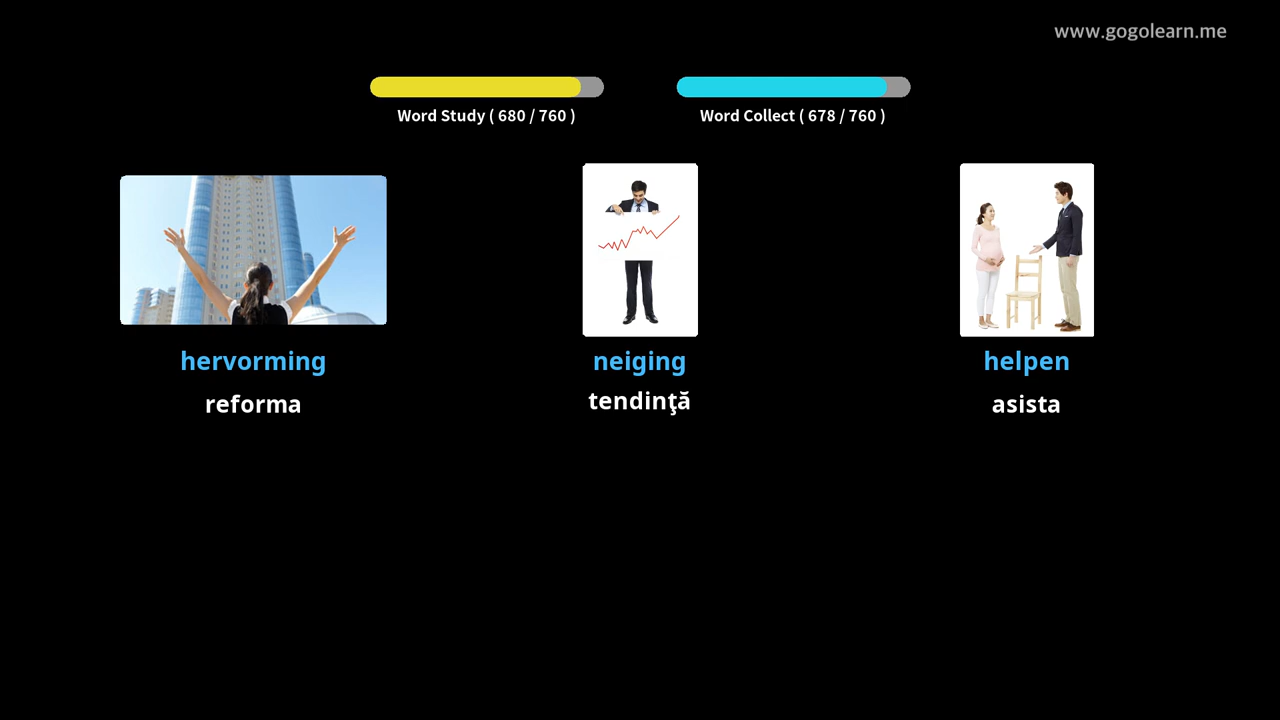 www.gogolearn.me
Word Study ( 680 / 760 )
Word Collect ( 678 / 760 )
hervorming
neiging
helpen
reforma
tendinţă
asista